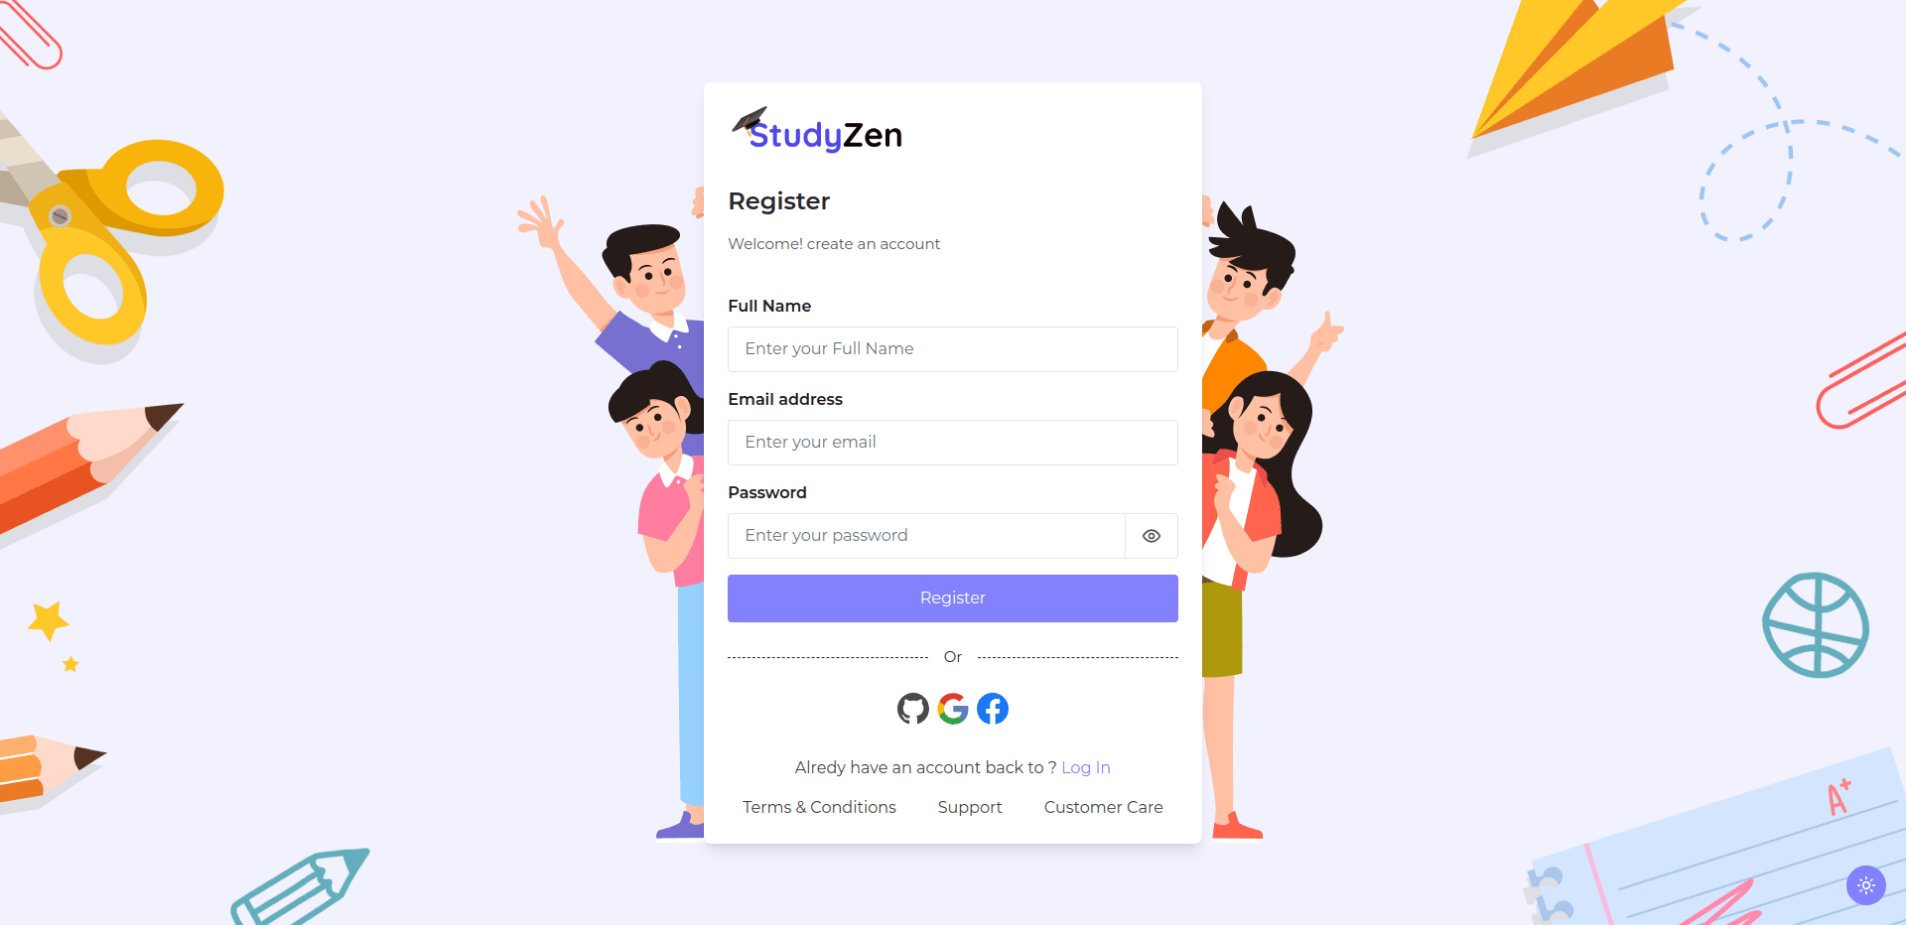 StudyZen
Register
Welcome! create an account
Full Name
Enter your Full Name
Email address
Enter your email
Password
Enter your password
Register
Or
Alredy have an account back to ? Log In
Terms & Conditions Support Customer Care
A+